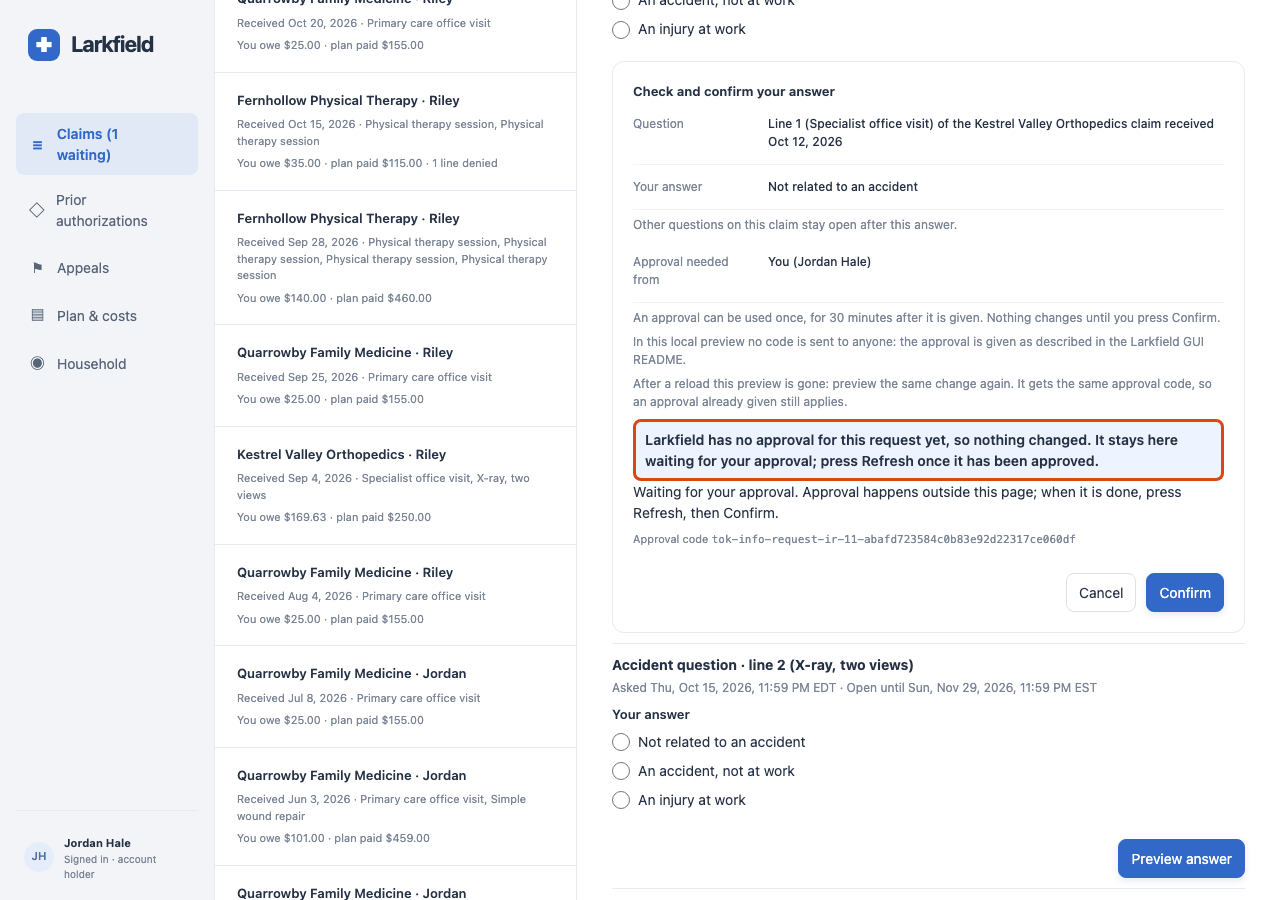 Larkfield
Claims (1
waiting)
Prior
authorizations
Appeals
Plan & costs
Household
Jordan Hale
JH
Signed in · account
holder
Quarrowby Family Medicine · Riley
Received Oct 20, 2026 · Primary care office visit
You owe $25.00 · plan paid $155.00
Fernhollow Physical Therapy · Riley
Received Oct 15, 2026 · Physical therapy session, Physical
therapy session
You owe $35.00 · plan paid $115.00 · 1 line denied
Fernhollow Physical Therapy · Riley
Received Sep 28, 2026 · Physical therapy session, Physical
therapy session, Physical therapy session, Physical therapy
session
You owe $140.00 · plan paid $460.00
Quarrowby Family Medicine · Riley
Received Sep 25, 2026 · Primary care office visit
You owe $25.00 · plan paid $155.00
Kestrel Valley Orthopedics · Riley
Received Sep 4, 2026 · Specialist office visit, X-ray, two
views
You owe $169.63 · plan paid $250.00
Quarrowby Family Medicine · Riley
Received Aug 4, 2026 · Primary care office visit
You owe $25.00 · plan paid $155.00
Quarrowby Family Medicine · Jordan
Received Jul 8, 2026 · Primary care office visit
You owe $25.00 · plan paid $155.00
Quarrowby Family Medicine · Jordan
Received Jun 3, 2026 · Primary care office visit, Simple
wound repair
You owe $101.00 · plan paid $459.00
Quarrowby Family Medicine · Jordan
An accident, not at work
An injury at work
Check and confirm your answer
Question
Line 1 (Specialist office visit) of the Kestrel Valley Orthopedics claim received
Oct 12, 2026
Your answer
Not related to an accident
Other questions on this claim stay open after this answer.
Approval needed
from
You (Jordan Hale)
An approval can be used once, for 30 minutes after it is given. Nothing changes until you press Confirm.
In this local preview no code is sent to anyone: the approval is given as described in the Larkfield GUI
README.
After a reload this preview is gone: preview the same change again. It gets the same approval code, so
an approval already given still applies.
Larkfield has no approval for this request yet, so nothing changed. It stays here
waiting for your approval; press Refresh once it has been approved.
Waiting for your approval. Approval happens outside this page; when it is done, press
Refresh, then Confirm.
Approval code tok-info-request-ir-11-abafd723584c0b83e92d22317ce060df
Cancel
Confirm
Accident question · line 2 (X-ray, two views)
Asked Thu, Oct 15, 2026, 11:59 PM EDT · Open until Sun, Nov 29, 2026, 11:59 PM EST
Your answer
Not related to an accident
An accident, not at work
An injury at work
Preview answer